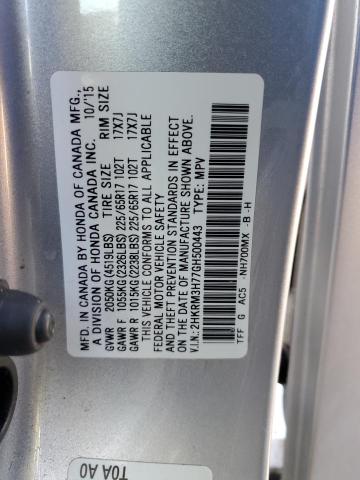 MFD. IN CANADA BY HONDA OF CANADA MFG.,
A DIVISION OF HONDA CANADA INC. 10/15
GVWR 2050KG(4519LBS) TIRE SIZE RIM SIZE
GAWR F 1055KG(2326LBS) 225/65R17 102T 17X7J
GAWR R 1015KG(2238LBS) 225/65R17 102T 17X7J
THIS VEHICLE CONFORMS TO ALL APPLICABLE
FEDERAL MOTOR VEHICLE SAFETY, BUMPER,
AND THEFT PREVENTION STANDARDS IN EFFECT
ON THE DATE OF MANUFACTURE SHOWN ABOVE.
V.I.N.: 2HKRM3H77GH500443 TYPE: MPV
TFF G AC5 -NH700MX -B -H
T0A A0